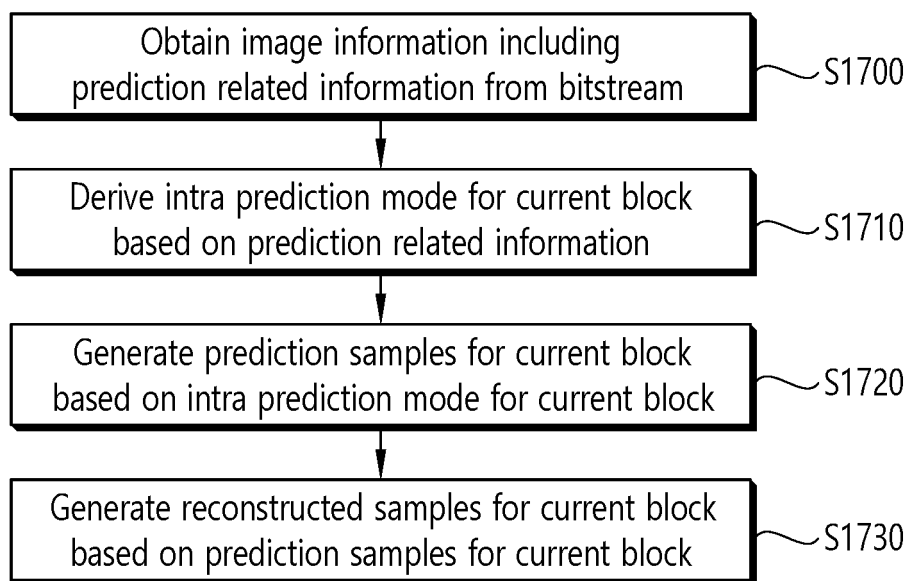 Obtain image information including
prediction related information from bitstream
S1700
Derive intra prediction mode for current block
based on prediction related information
S1710
Generate prediction samples for current block
based on intra prediction mode for current block
S1720
Generate reconstructed samples for current block
based on prediction samples for current block
S1730